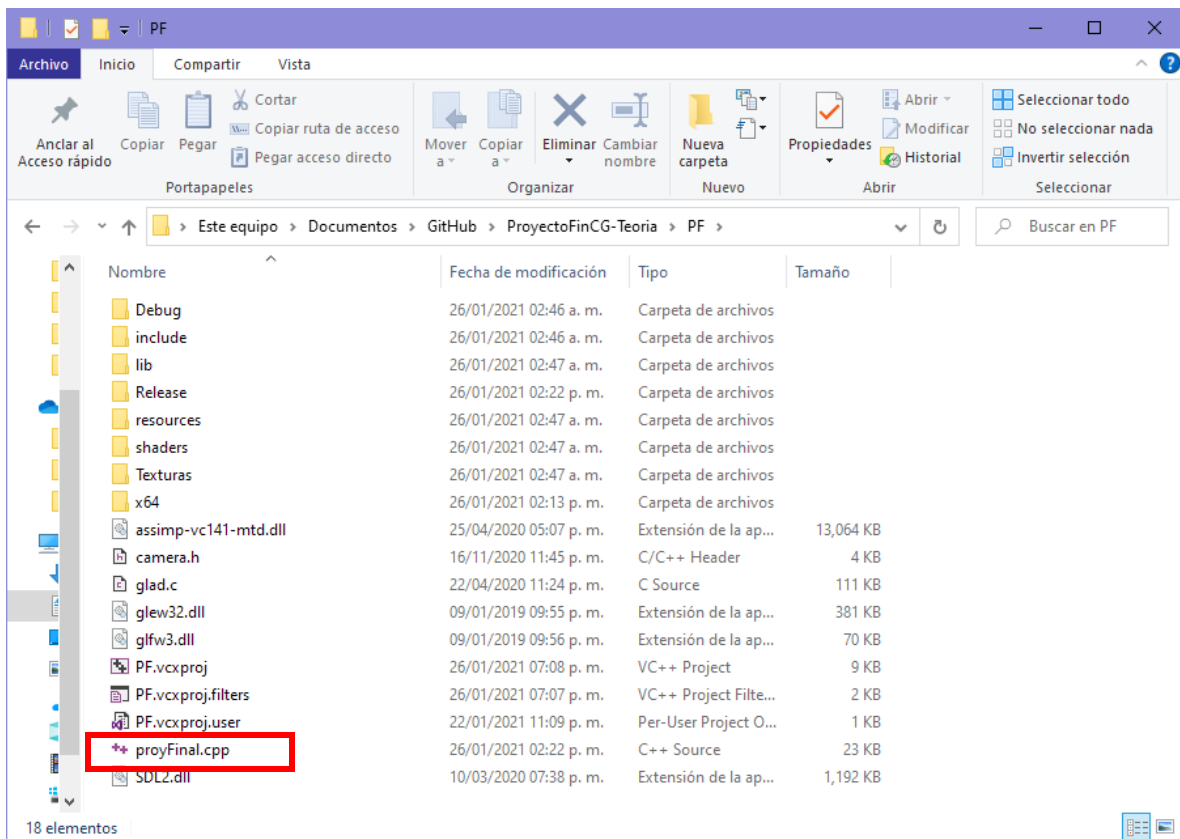 PF
Archivo Inicio Compartir Vista
Anclar al Acceso rápido
Copiar
Pegar
Cortar
Copiar ruta de acceso
Pegar acceso directo
Portapapeles
Mover a
Copiar a
Eliminar
Cambiar nombre
Organizar
Nueva carpeta
Nuevo
Propiedades
Abrir
Modificar
Historial
Abrir
Seleccionar todo
No seleccionar nada
Invertir selección
Seleccionar
Este equipo > Documentos > GitHub > ProyectoFinCG-Teoria > PF >
Buscar en PF
Nombre Fecha de modificación Tipo Tamaño
Debug 26/01/2021 02:46 a. m. Carpeta de archivos
include 26/01/2021 02:46 a. m. Carpeta de archivos
lib 26/01/2021 02:47 a. m. Carpeta de archivos
Release 26/01/2021 02:22 p. m. Carpeta de archivos
resources 26/01/2021 02:47 a. m. Carpeta de archivos
shaders 26/01/2021 02:47 a. m. Carpeta de archivos
Texturas 26/01/2021 02:47 a. m. Carpeta de archivos
x64 26/01/2021 02:13 p. m. Carpeta de archivos
assimp-vc141-mtd.dll 25/04/2020 05:07 p. m. Extensión de la ap... 13,064 KB
camera.h 16/11/2020 11:45 p. m. C/C++ Header 4 KB
glad.c 22/04/2020 11:24 p. m. C Source 111 KB
glew32.dll 09/01/2019 09:55 p. m. Extensión de la ap... 381 KB
glfw3.dll 09/01/2019 09:56 p. m. Extensión de la ap... 70 KB
PF.vcxproj 26/01/2021 07:08 p. m. VC++ Project 9 KB
PF.vcxproj.filters 26/01/2021 07:07 p. m. VC++ Project Filte... 2 KB
PF.vcxproj.user 22/01/2021 11:09 p. m. Per-User Project O... 1 KB
proyFinal.cpp 26/01/2021 02:22 p. m. C++ Source 23 KB
SDL2.dll 10/03/2020 07:38 p. m. Extensión de la ap... 1,192 KB
18 elementos